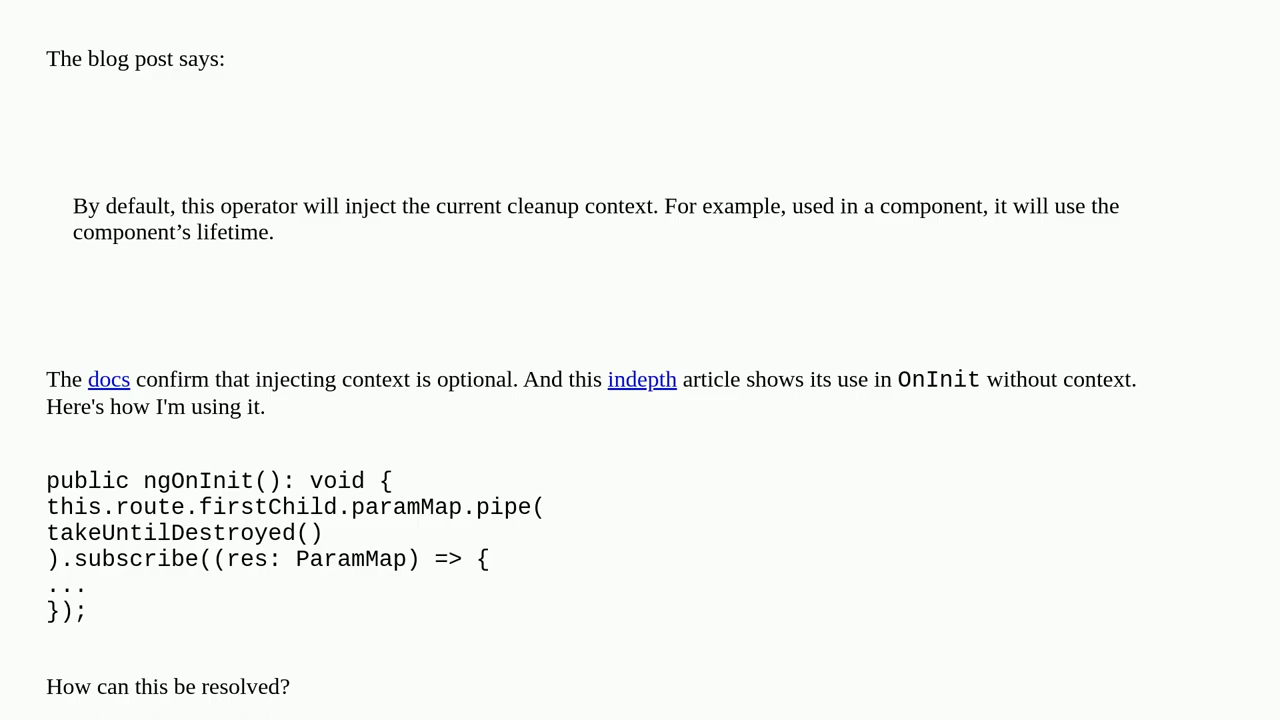 The blog post says:
By default, this operator will inject the current cleanup context. For example, used in a component, it will use the
component’s lifetime.
The docs confirm that injecting context is optional. And this indepth article shows its use in OnInit without context.
Here's how I'm using it.
public ngOnInit(): void {
this.route.firstChild.paramMap.pipe(
takeUntilDestroyed()
).subscribe((res: ParamMap) => {
...
});
How can this be resolved?